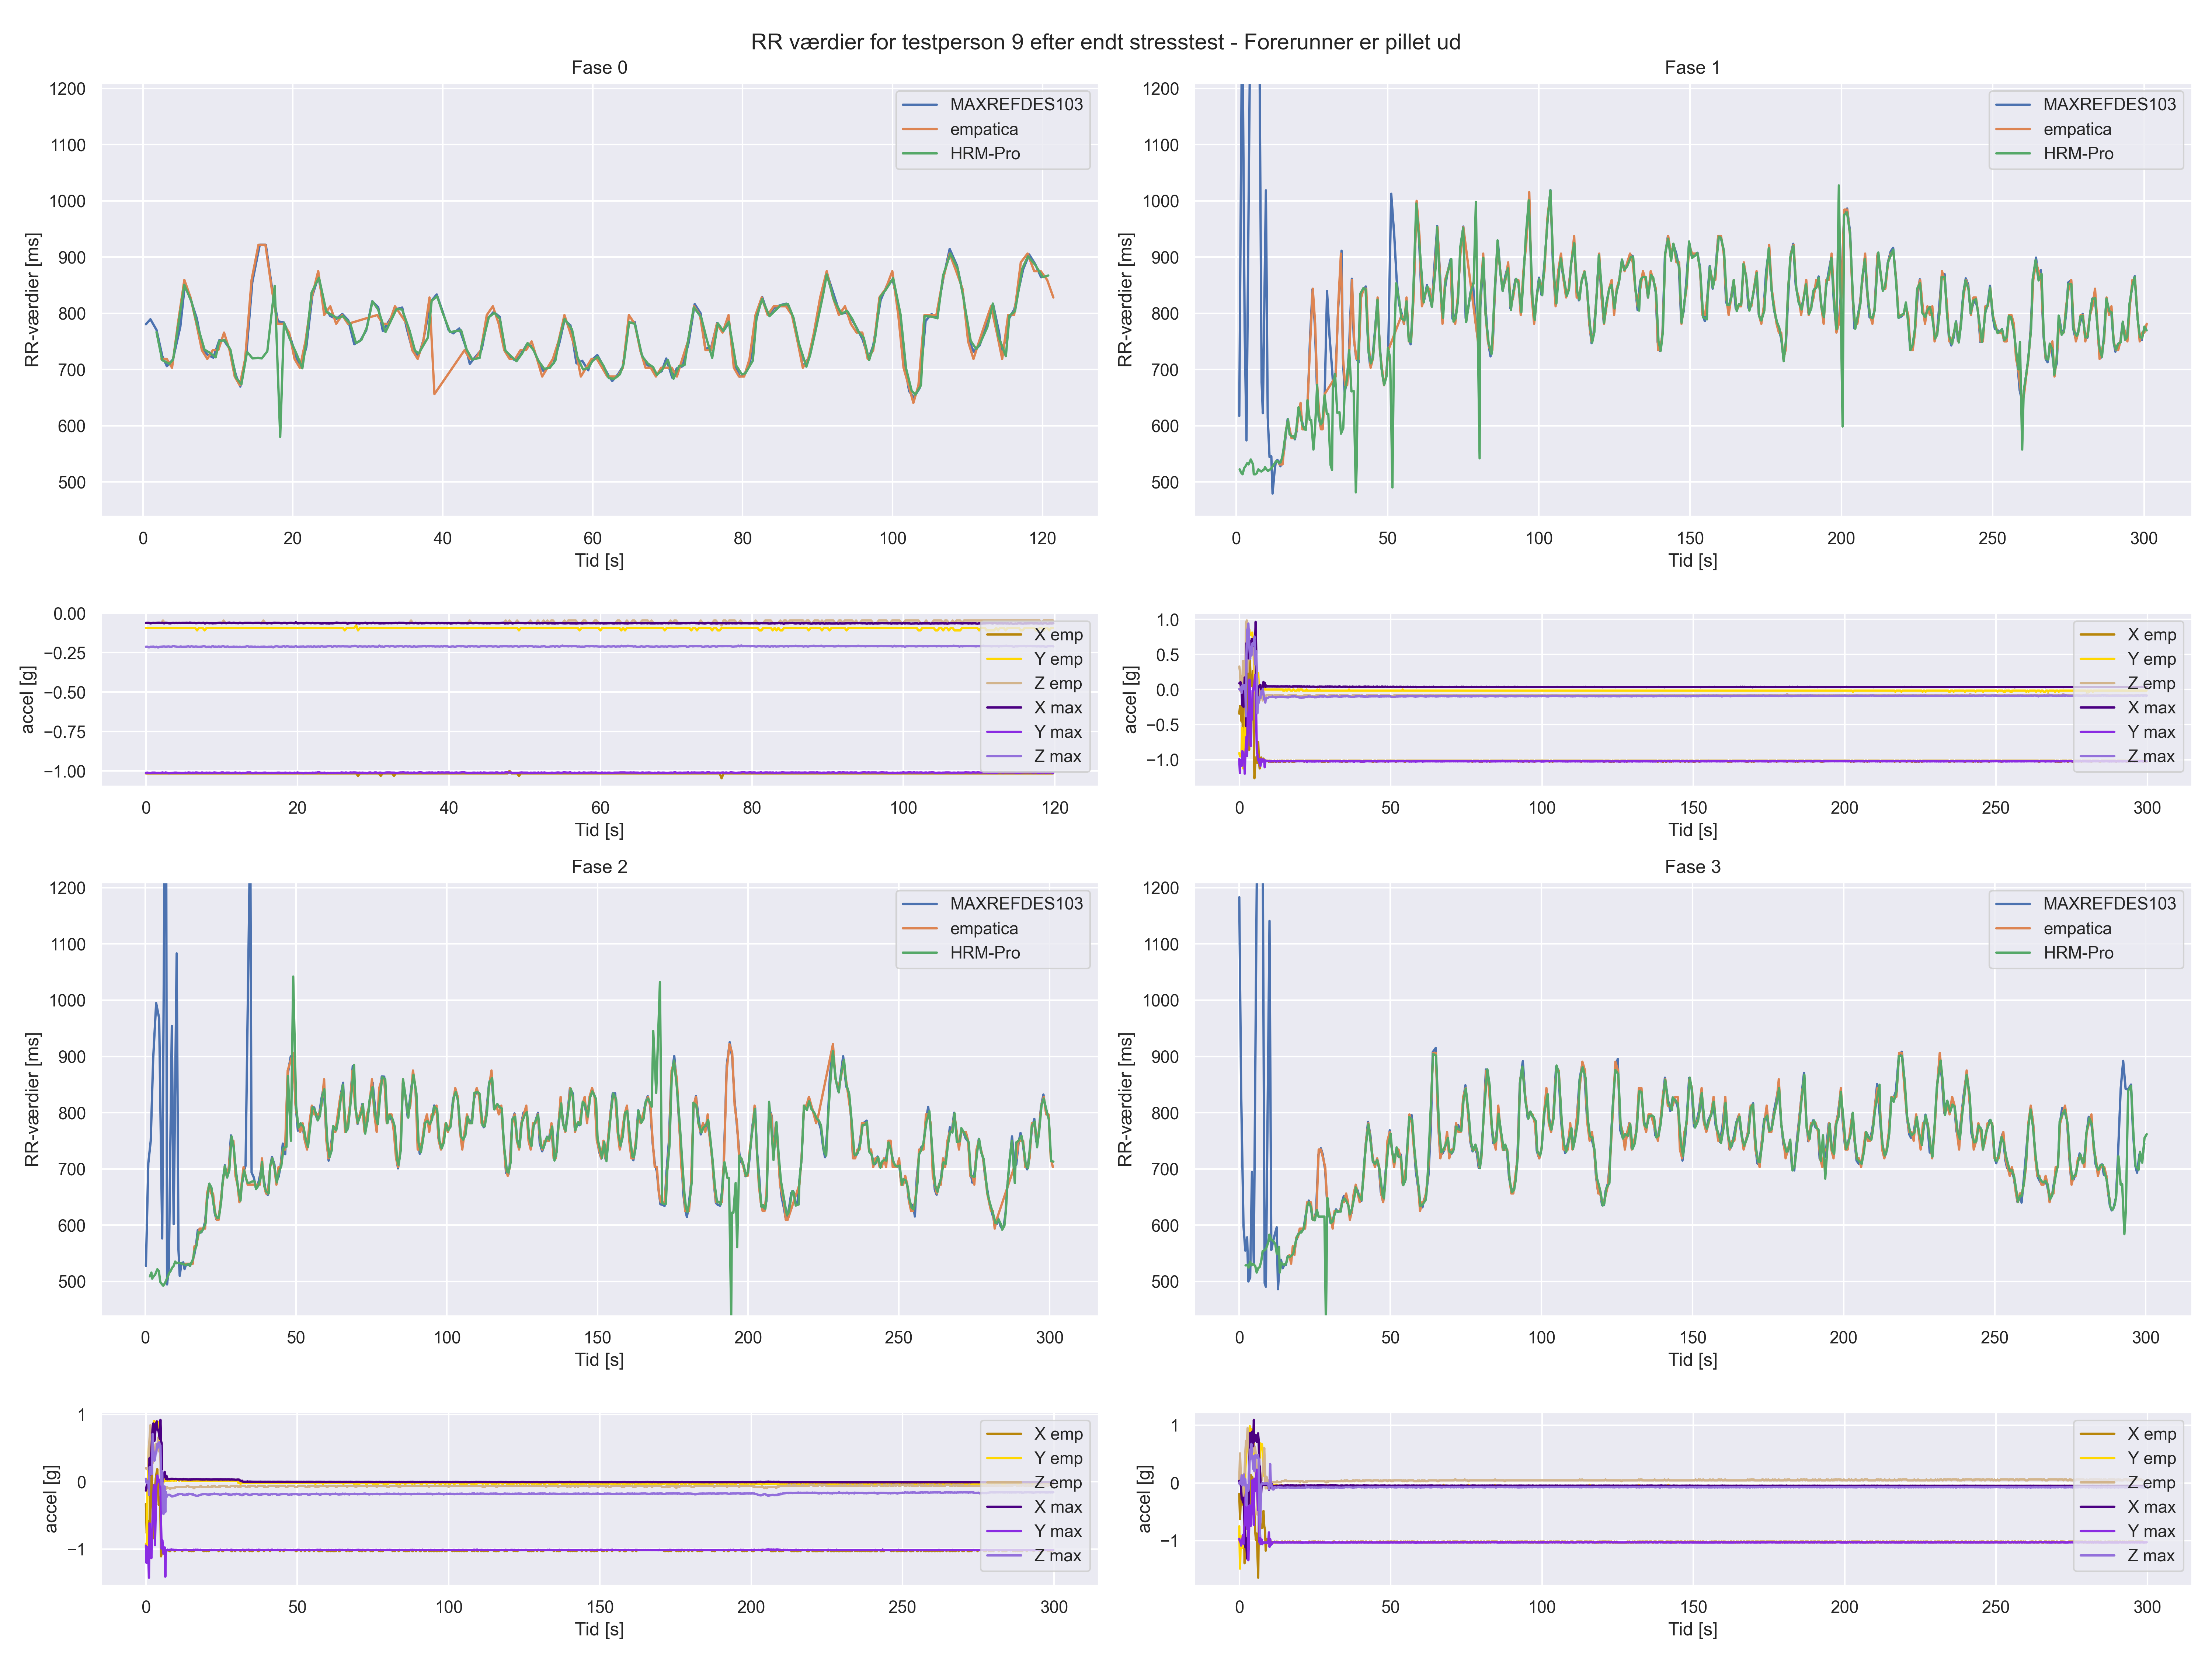 RR værdier for testperson 9 efter endt stresstest - Forerunner er pillet ud
Fase 0
RR-værdier [ms]
1200
1100
1000
900
800
700
600
500
MAXREFDES103
empatica
HRM-Pro
0 20 40 60 80 100 120
Tid [s]
Fase 1
RR-værdier [ms]
1200
1100
1000
900
800
700
600
500
MAXREFDES103
empatica
HRM-Pro
0 50 100 150 200 250 300
Tid [s]
accel [g]
0.00
−0.25
−0.50
−0.75
−1.00
X emp
Y emp
Z emp
X max
Y max
Z max
0 20 40 60 80 100 120
Tid [s]
accel [g]
1.0
0.5
0.0
−0.5
−1.0
X emp
Y emp
Z emp
X max
Y max
Z max
0 50 100 150 200 250 300
Tid [s]
Fase 2
RR-værdier [ms]
1200
1100
1000
900
800
700
600
500
MAXREFDES103
empatica
HRM-Pro
0 50 100 150 200 250 300
Tid [s]
Fase 3
RR-værdier [ms]
1200
1100
1000
900
800
700
600
500
MAXREFDES103
empatica
HRM-Pro
0 50 100 150 200 250 300
Tid [s]
accel [g]
1
0
−1
X emp
Y emp
Z emp
X max
Y max
Z max
0 50 100 150 200 250 300
Tid [s]
accel [g]
1
0
−1
X emp
Y emp
Z emp
X max
Y max
Z max
0 50 100 150 200 250 300
Tid [s]